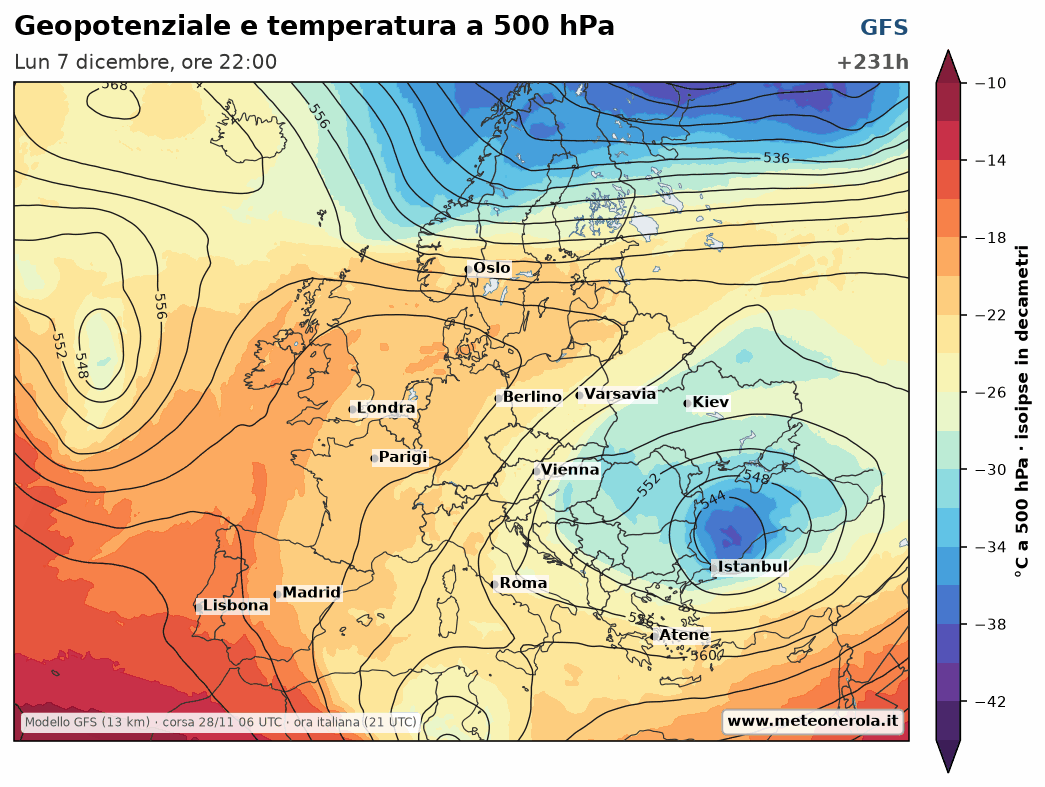 Geopotenziale e temperatura a 500 hPa
GFS
Lun 7 dicembre, ore 22:00
+231h
568
556
536
Oslo
556
552
548
Londra
Berlino
Varsavia
Kiev
Parigi
Vienna
552
548
544
Istanbul
Roma
Madrid
Lisbona
556
Atene
560
Modello GFS (13 km) · corsa 28/11 06 UTC · ora italiana (21 UTC)
www.meteonerola.it
−10
−14
−18
−22
−26
−30
−34
−38
−42
°C a 500 hPa · isoipse in decametri